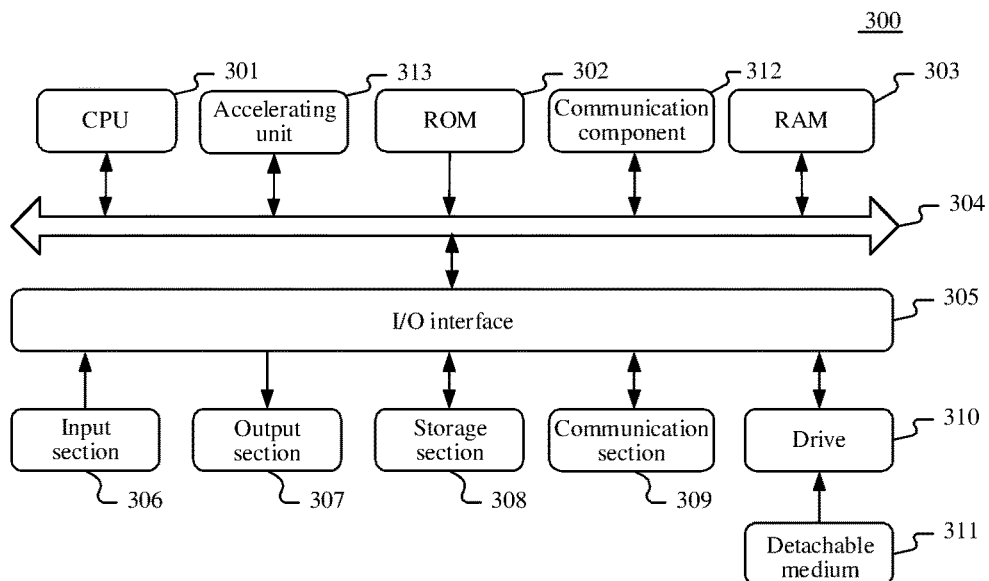 300
301
313
302
312
303
CPU
Accelerating
unit
ROM
Communication
component
RAM
304
305
I/O interface
Input
section
Output
section
Storage
section
Communication
section
Drive
310
306
307
308
309
Detachable
medium
311